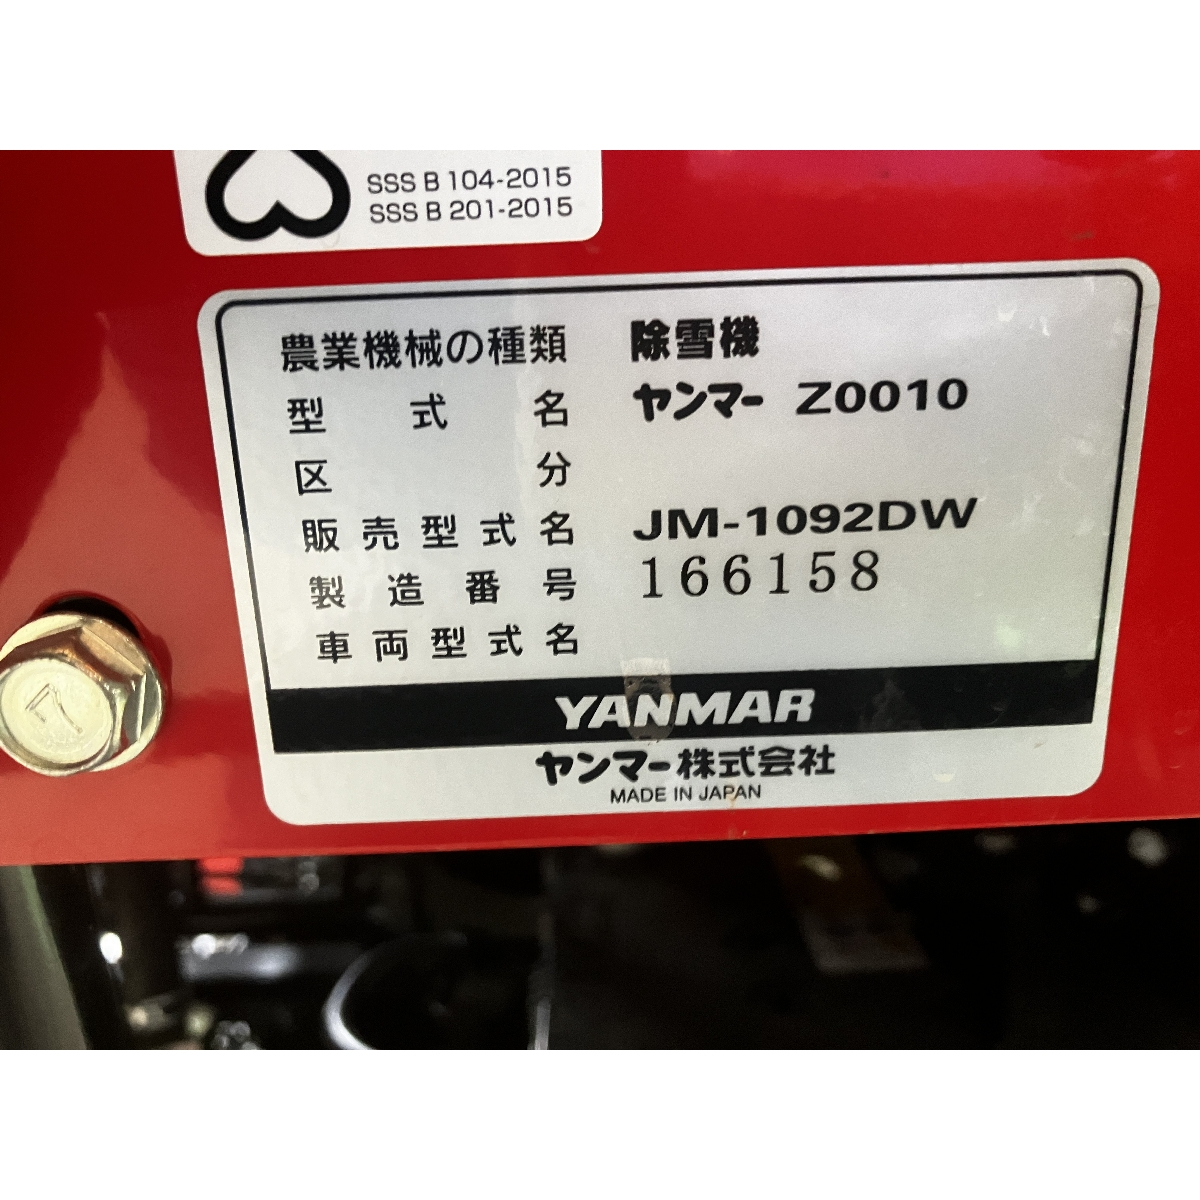 SSS B 104-2015
SSS B 201-2015
農業機械の種類 除雪機
型式名 ヤンマー Z0010
区分
販売型式名 JM-1092DW
製造番号 166158
車両型式名
YANMAR
ヤンマー株式会社
MADE IN JAPAN
7